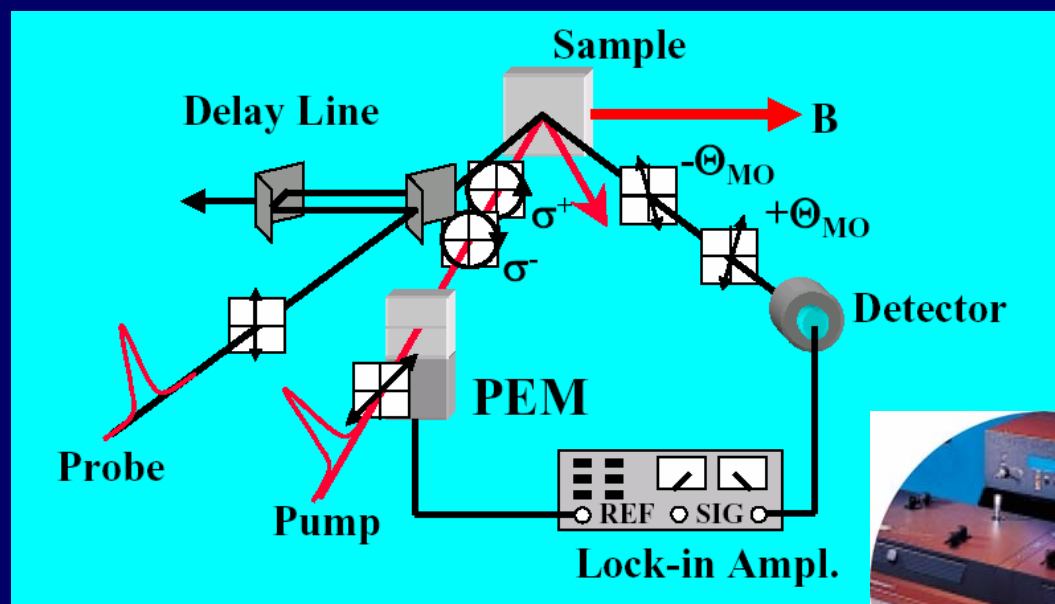 Sample
Delay Line
B
-Θ_MO
σ⁺
+Θ_MO
σ⁻
Detector
PEM
Probe
Pump
REF SIG
Lock-in Ampl.